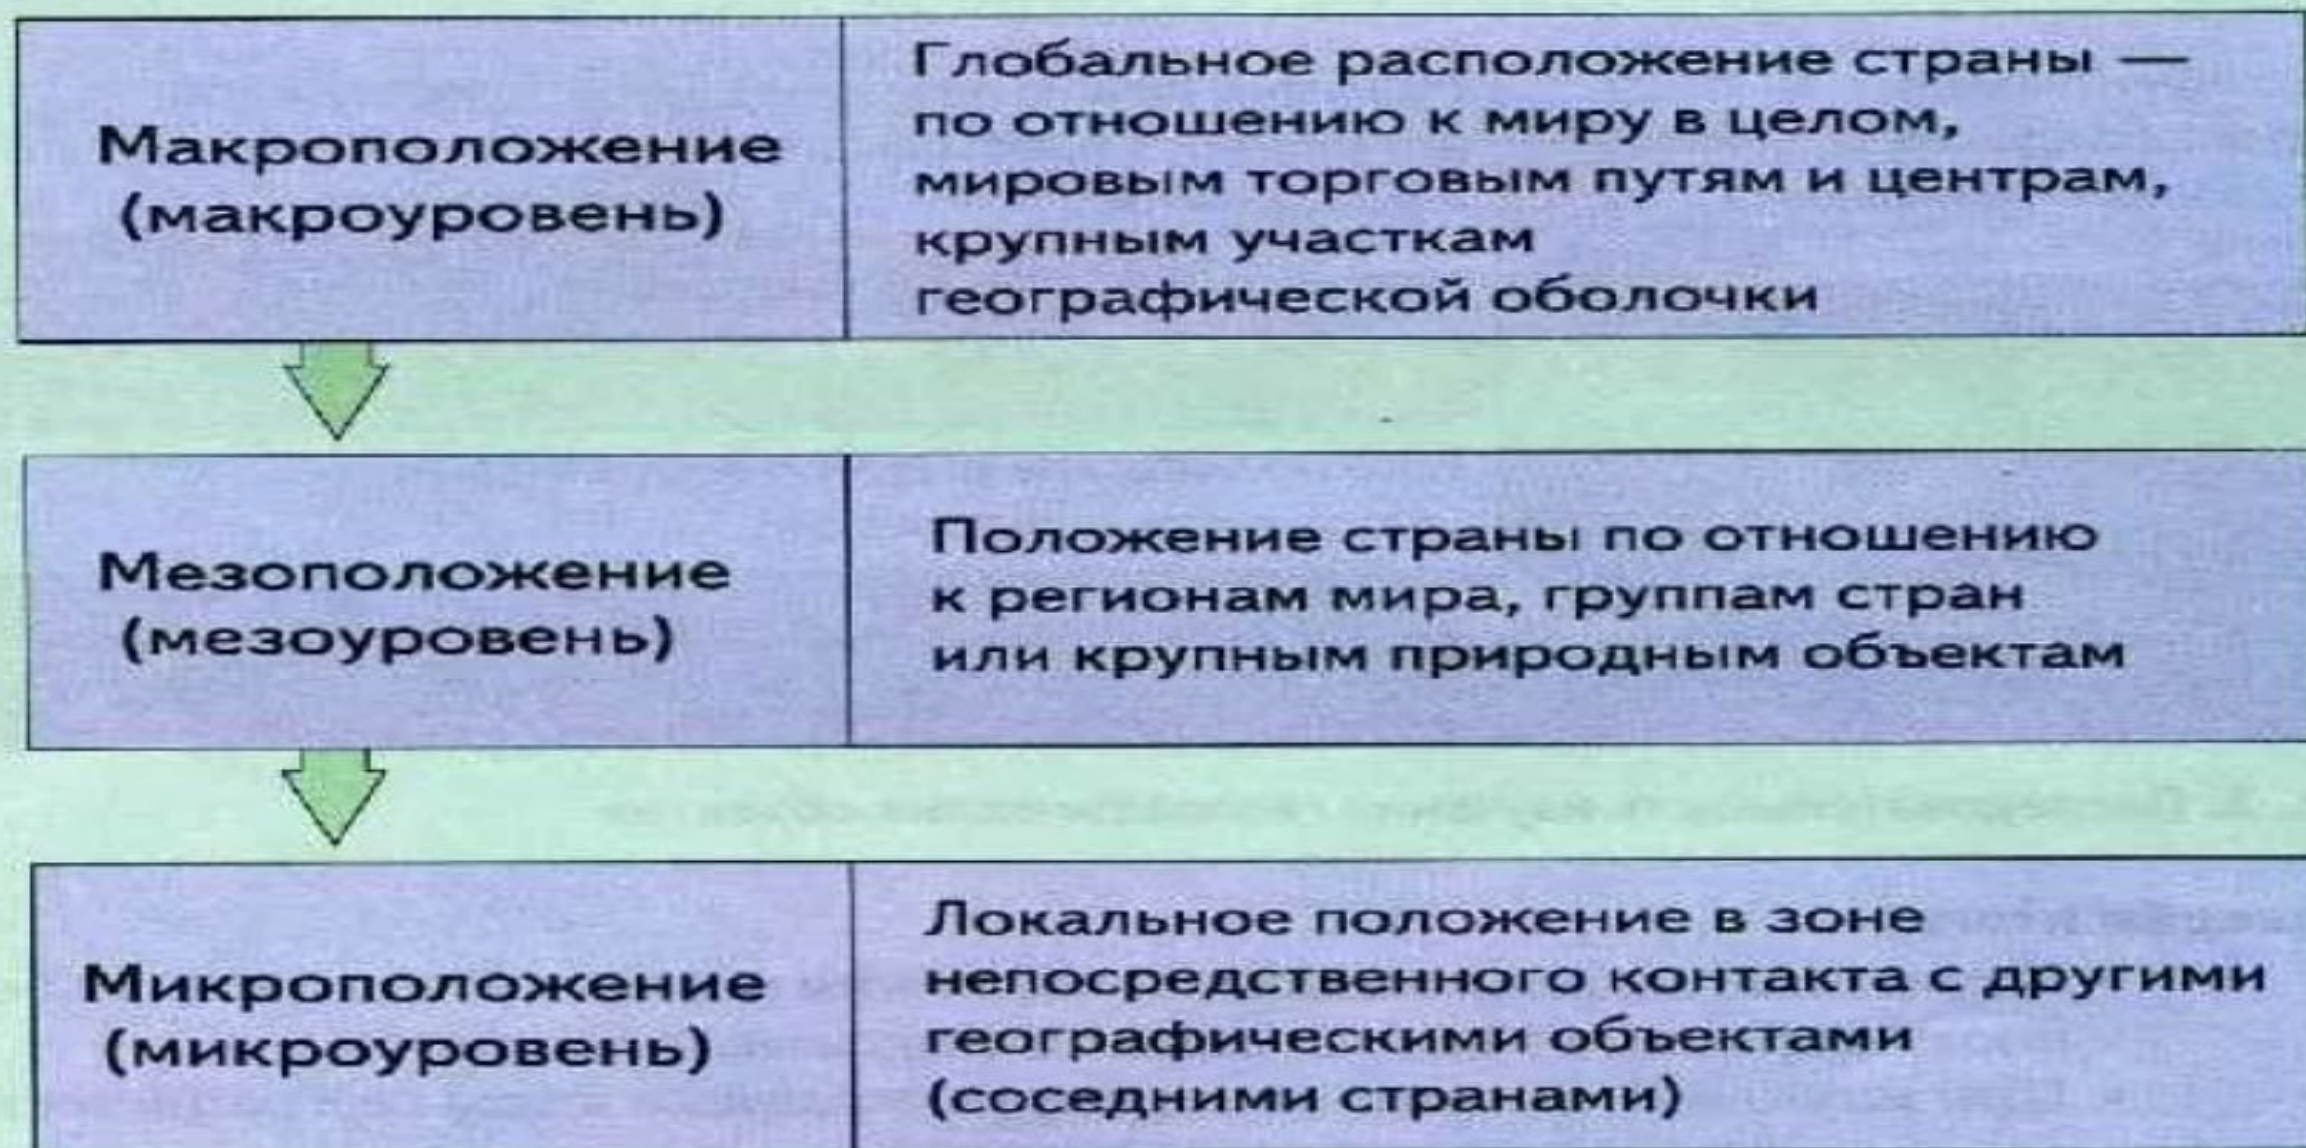 Макроположение
(макроуровень)
Глобальное расположение страны —
по отношению к миру в целом,
мировым торговым путям и центрам,
крупным участкам
географической оболочки
Мезоположение
(мезоуровень)
Положение страны по отношению
к регионам мира, группам стран
или крупным природным объектам
Микроположение
(микроуровень)
Локальное положение в зоне
непосредственного контакта с другими
географическими объектами
(соседними странами)